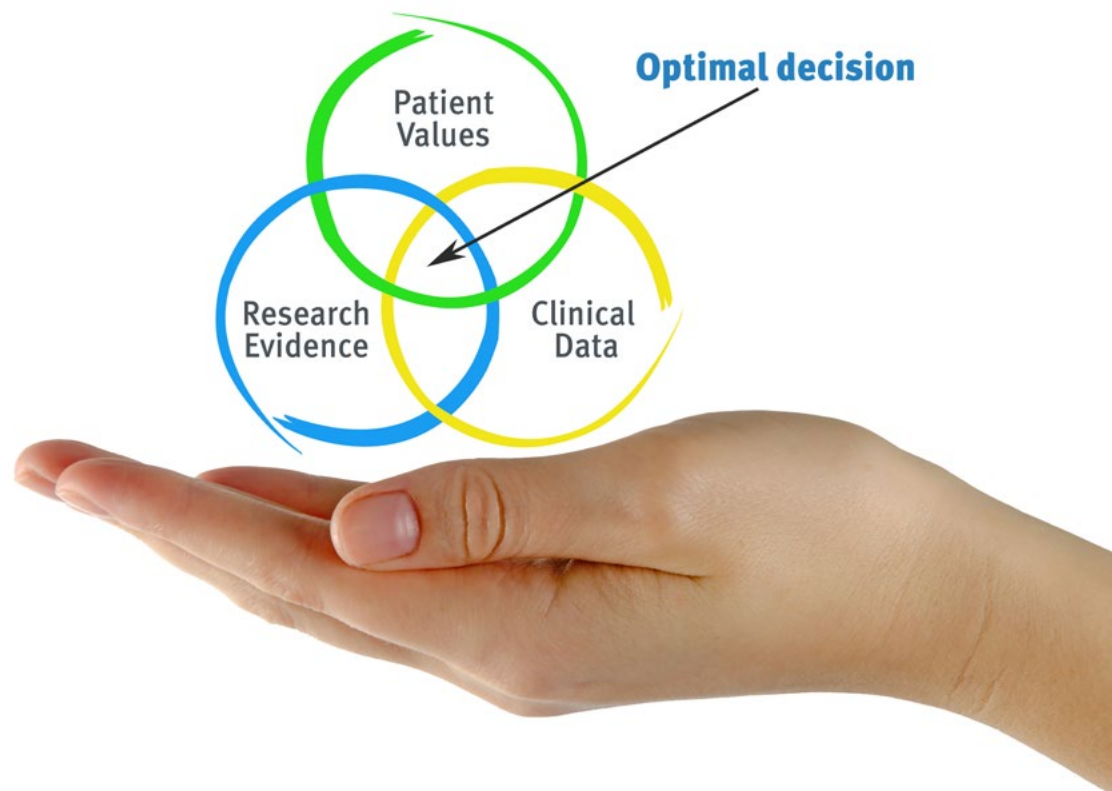 Optimal decision
Patient
Values
Research
Evidence
Clinical
Data